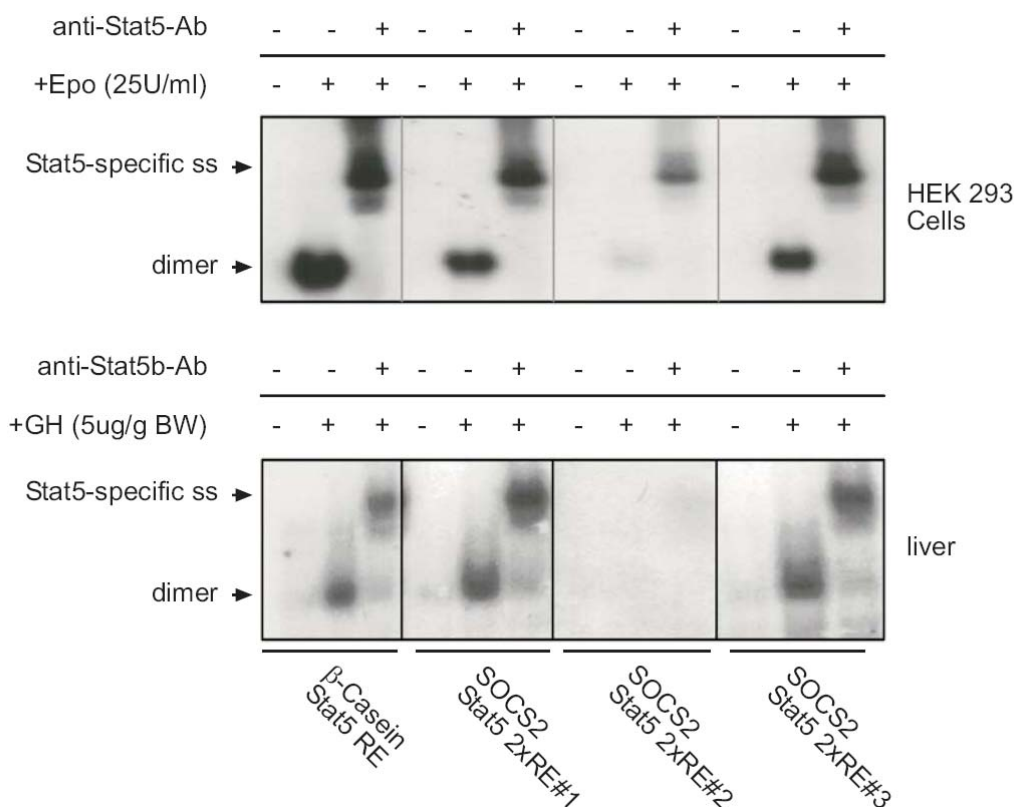 anti-Stat5-Ab - - + - - + - - + - - +
+Epo (25U/ml) - + + - + + - + + - + +
Stat5-specific ss
dimer
HEK 293
Cells
anti-Stat5b-Ab - - + - - + - - + - - +
+GH (5ug/g BW) - + + - + + - + + - + +
Stat5-specific ss
dimer
liver
β-Casein
Stat5 RE
SOCS2
Stat5 2xRE#1
SOCS2
Stat5 2xRE#2
SOCS2
Stat5 2xRE#3